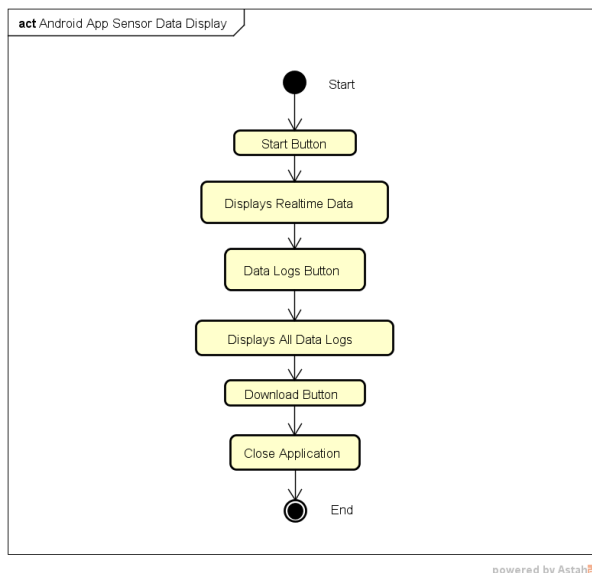 act Android App Sensor Data Display
Start
Start Button
Displays Realtime Data
Data Logs Button
Displays All Data Logs
Download Button
Close Application
End
powered by Astah